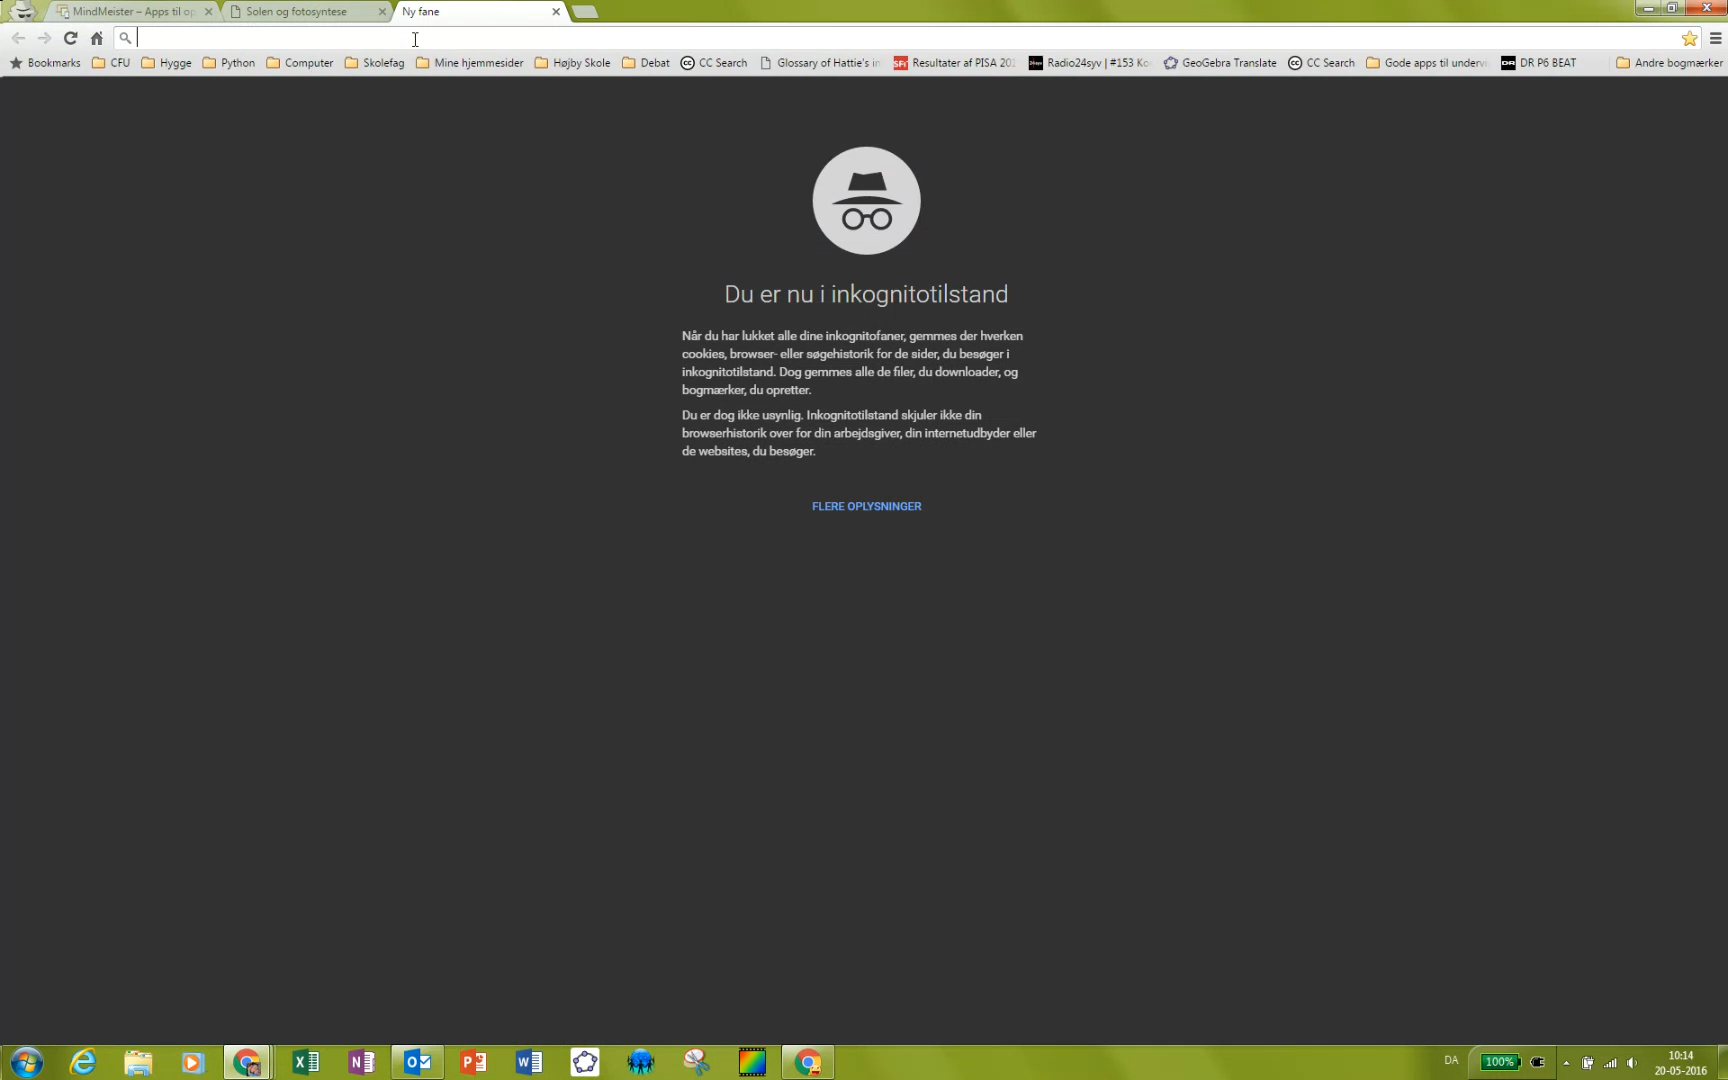 MindMeister – Apps til op
Solen og fotosyntese
Ny fane
Bookmarks
CFU
Hygge
Python
Computer
Skolefag
Mine hjemmesider
Højby Skole
Debat
CC Search
Glossary of Hattie's in
SFI
Resultater af PISA 20
Radio24syv | #153 Ko
GeoGebra Translate
CC Search
Gode apps til underv
DR
DR P6 BEAT
Andre bogmærker
Du er nu i inkognitotilstand
Når du har lukket alle dine inkognitofaner, gemmes der hverken
cookies, browser- eller søgehistorik for de sider, du besøger i
inkognitotilstand. Dog gemmes alle de filer, du downloader, og
bogmærker, du opretter.
Du er dog ikke usynlig. Inkognitotilstand skjuler ikke din
browserhistorik over for din arbejdsgiver, din internetudbyder eller
de websites, du besøger.
FLERE OPLYSNINGER
DA
100%
10:14
20-05-2016